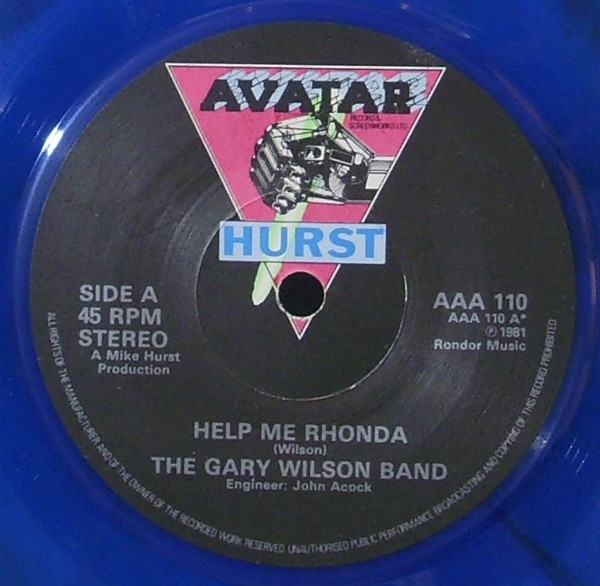 AVATAR
RECORD &
SCREENWORKS LTD
HURST
SIDE A
45 RPM
STEREO
A Mike Hurst
Production
AAA 110
AAA 110 A*
℗ 1981
Rondor Music
HELP ME RHONDA
(Wilson)
THE GARY WILSON BAND
Engineer: John Acock
ALL RIGHTS OF THE MANUFACTURER AND OF THE OWNER OF THE RECORDED WORK RESERVED. UNAUTHORISED PUBLIC PERFORMANCE BROADCASTING AND COPYING OF THIS RECORD PROHIBITED